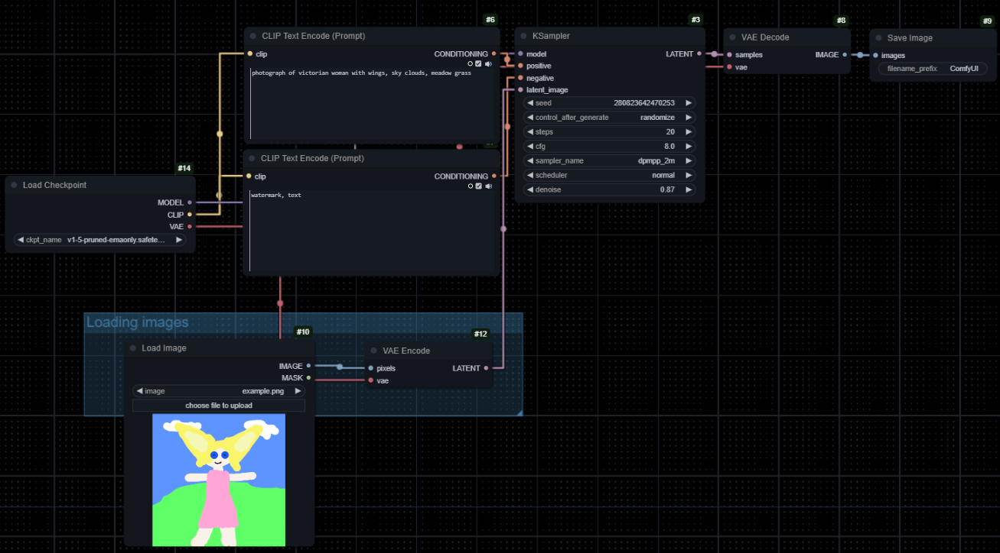 #6
CLIP Text Encode (Prompt)
clip
CONDITIONING
photograph of victorian woman with wings, sky clouds, meadow grass
CLIP Text Encode (Prompt)
clip
CONDITIONING
watermark, text
#14
Load Checkpoint
MODEL
CLIP
VAE
ckpt_name v1-5-pruned-emaonly.safete...
#3
KSampler
model LATENT
positive
negative
latent_image
seed 280823642470253
control_after_generate randomize
steps 20
cfg 8.0
sampler_name dpmpp_2m
scheduler normal
denoise 0.87
#8
VAE Decode
samples IMAGE
vae
#9
Save Image
images
filename_prefix ComfyUI
Loading images
#10
Load Image
IMAGE
MASK
image example.png
choose file to upload
#12
VAE Encode
pixels LATENT
vae